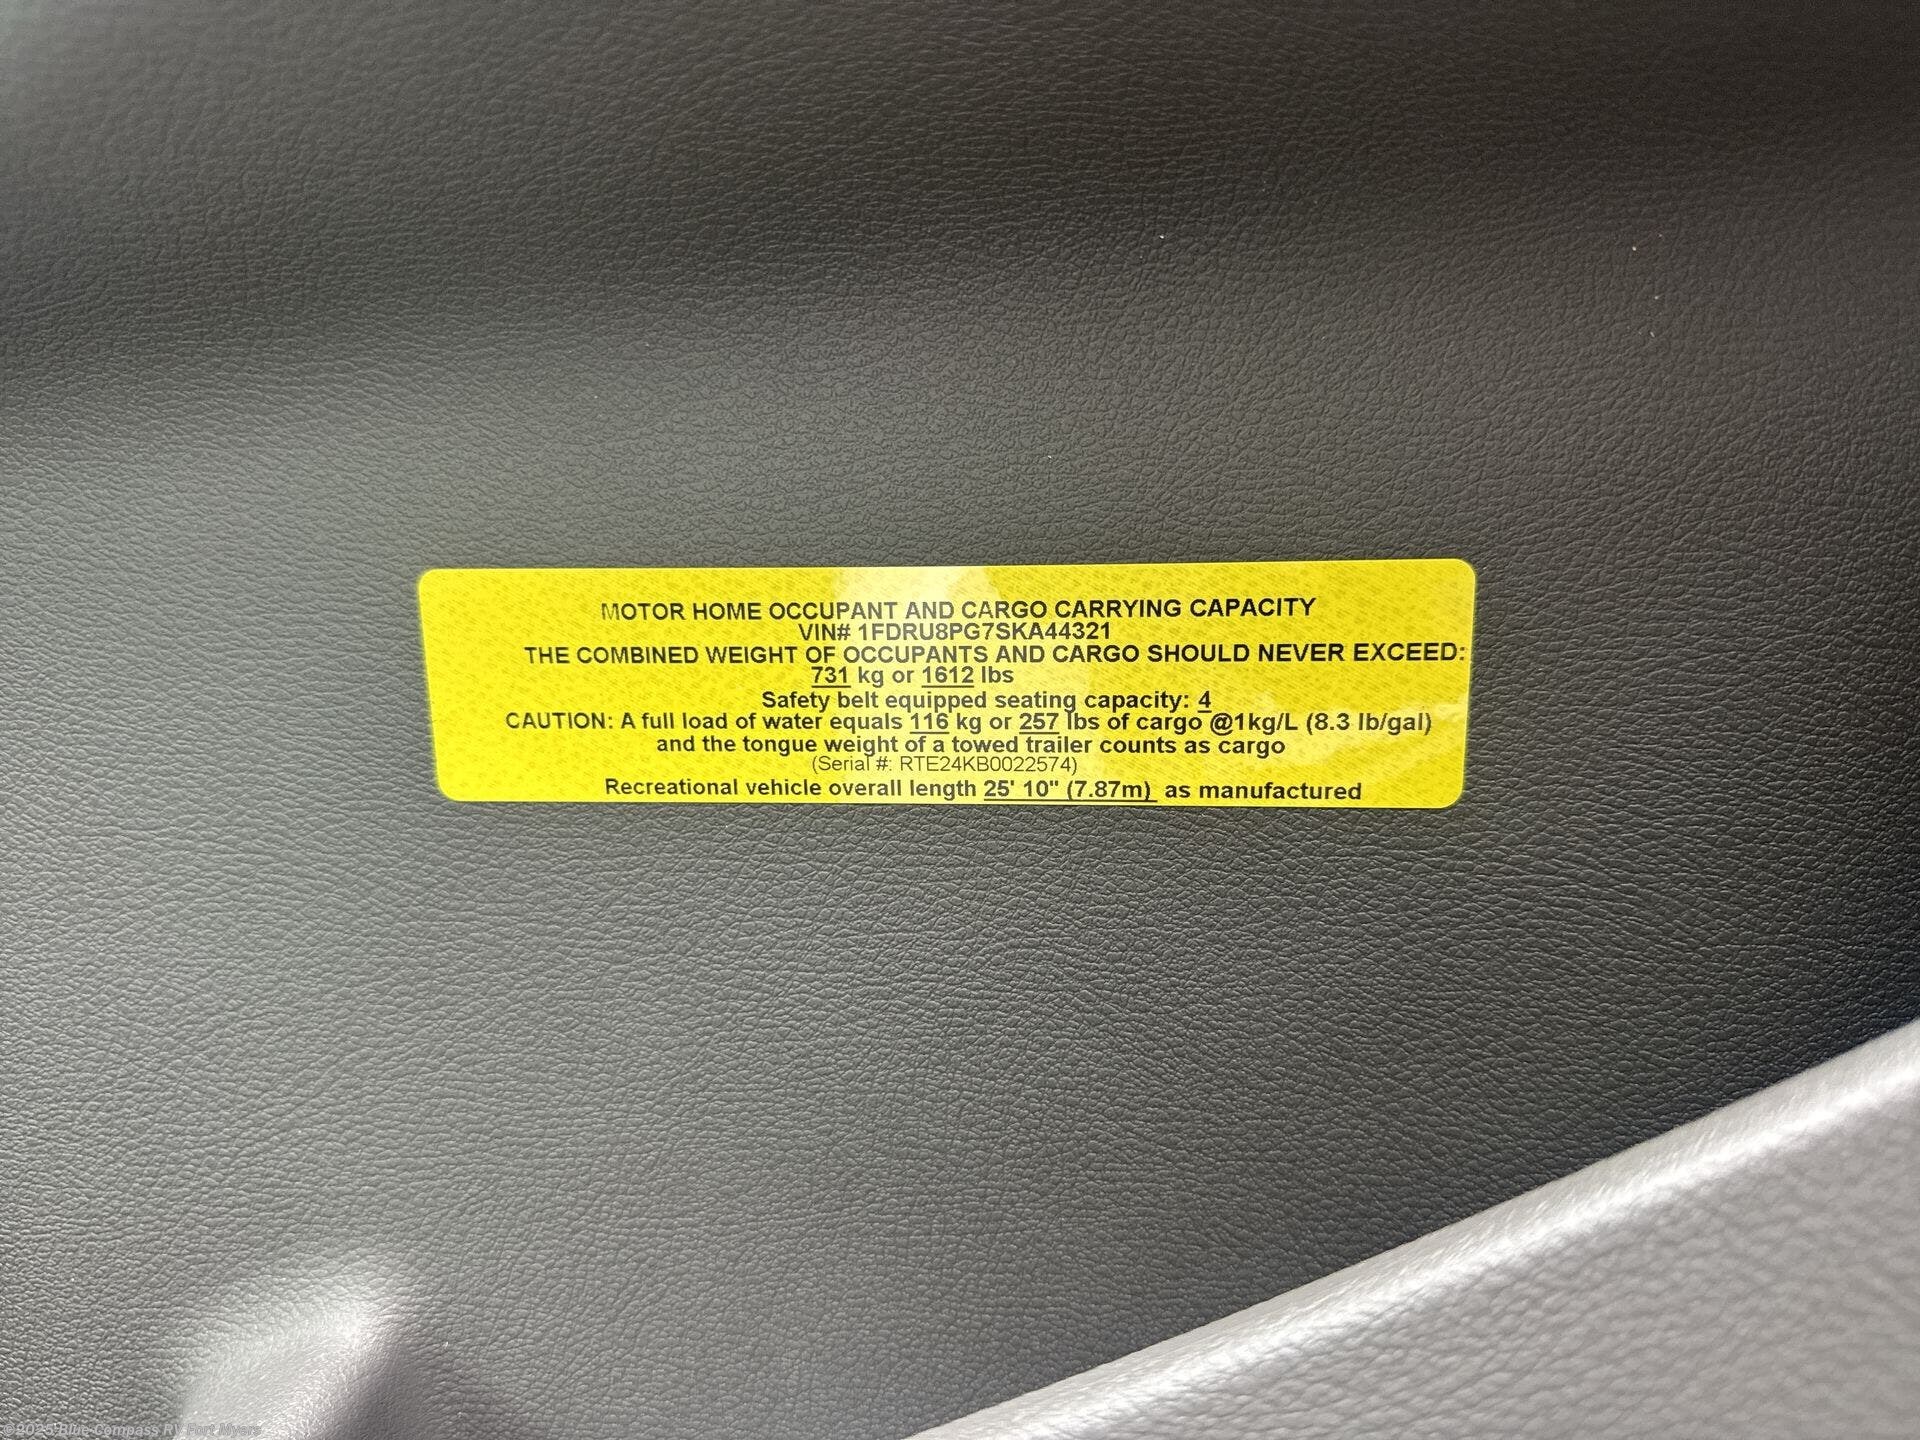 MOTOR HOME OCCUPANT AND CARGO CARRYING CAPACITY
VIN# 1FDRU8PG7SKA44321
THE COMBINED WEIGHT OF OCCUPANTS AND CARGO SHOULD NEVER EXCEED:
731 kg or 1612 lbs
Safety belt equipped seating capacity: 4
CAUTION: A full load of water equals 116 kg or 257 lbs of cargo @1kg/L (8.3 lb/gal)
and the tongue weight of a towed trailer counts as cargo
(Serial #: RTE24KB0022574)
Recreational vehicle overall length 25' 10" (7.87m) as manufactured
©2025 Blue Compass RV Fort Myers